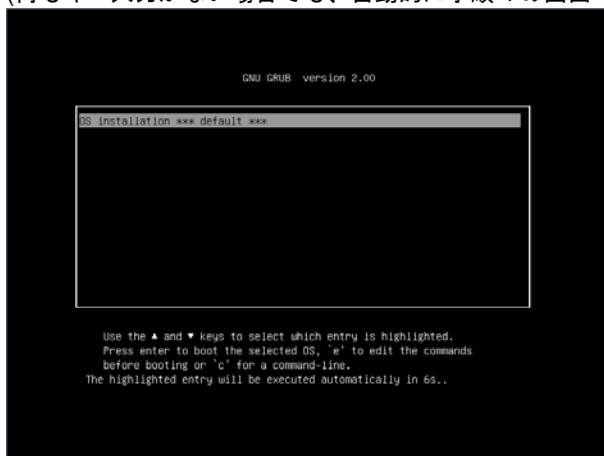 GNU GRUB version 2.00
OS installation *** default ***
Use the ▲ and ▼ keys to select which entry is highlighted.
Press enter to boot the selected OS, `e' to edit the commands
before booting or `c' for a command-line.
The highlighted entry will be executed automatically in 6s..